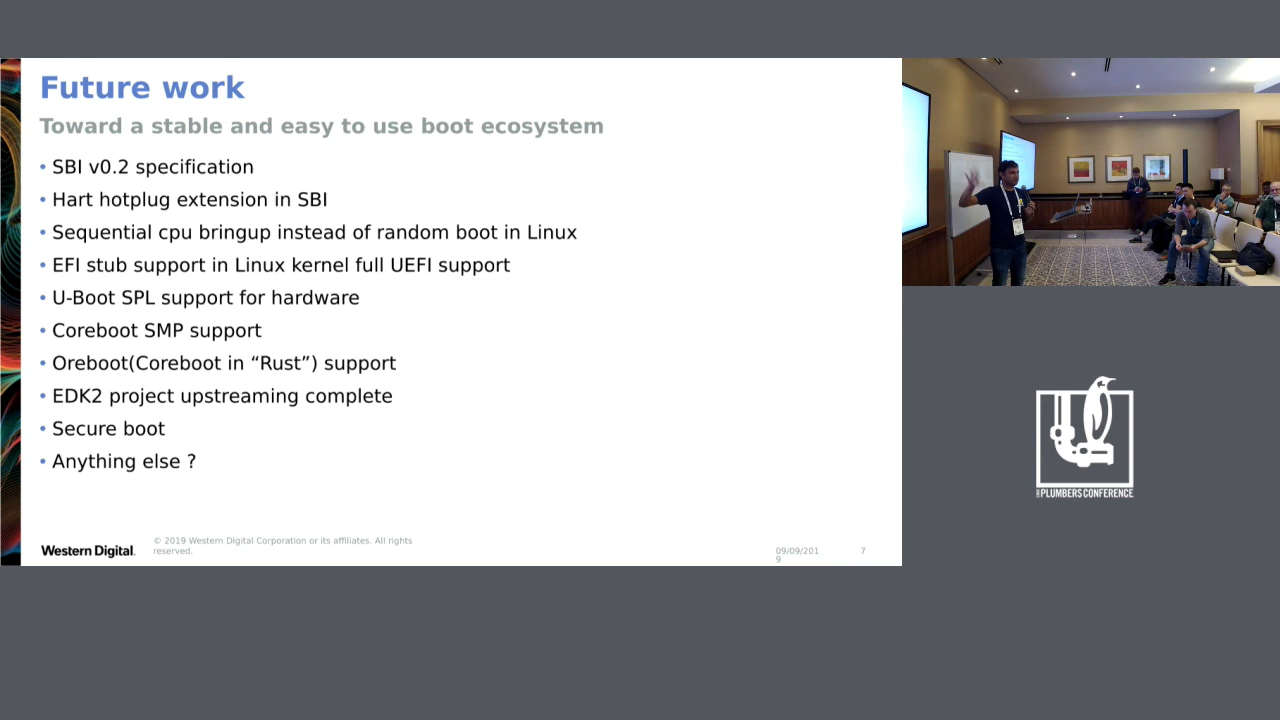 Future work
Toward a stable and easy to use boot ecosystem
• SBI v0.2 specification
• Hart hotplug extension in SBI
• Sequential cpu bringup instead of random boot in Linux
• EFI stub support in Linux kernel full UEFI support
• U-Boot SPL support for hardware
• Coreboot SMP support
• Oreboot(Coreboot in “Rust”) support
• EDK2 project upstreaming complete
• Secure boot
• Anything else ?
Western Digital.
© 2019 Western Digital Corporation or its affiliates. All rights
reserved.
09/09/201
9
7
PLUMBERS CONFERENCE